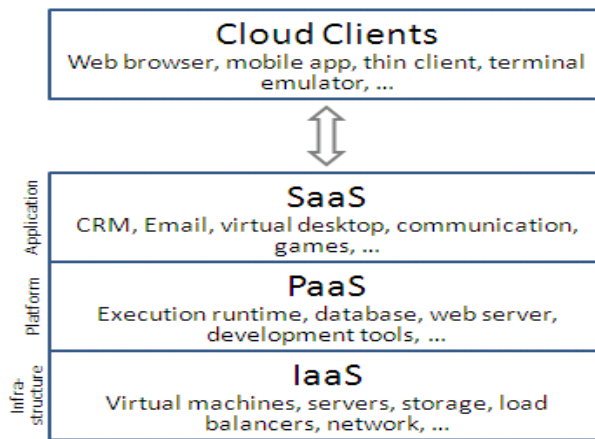 Cloud Clients
Web browser, mobile app, thin client, terminal
emulator, ...
Application
SaaS
CRM, Email, virtual desktop, communication,
games, ...
Platform
PaaS
Execution runtime, database, web server,
development tools, ...
Infra-
structure
IaaS
Virtual machines, servers, storage, load
balancers, network, ...